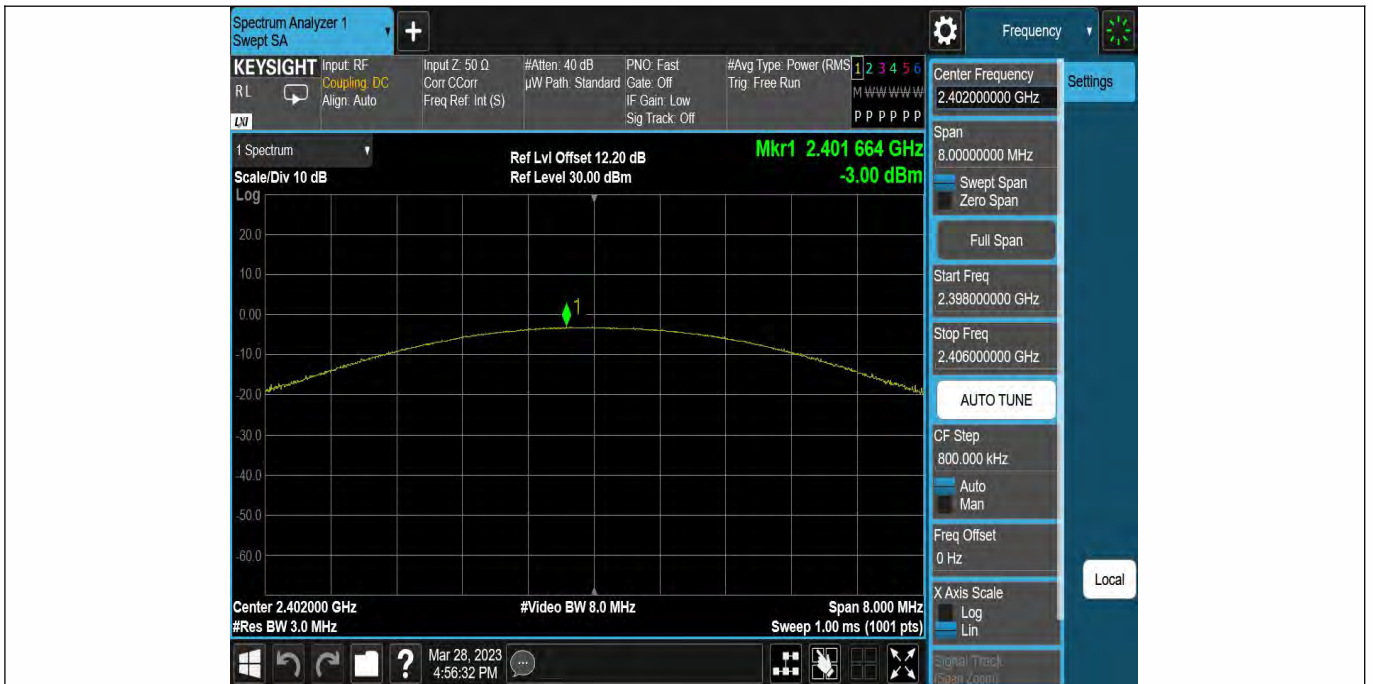 Spectrum Analyzer 1
Swept SA
+
Frequency
KEYSIGHT
RL
LXI
Input: RF
Coupling: DC
Align: Auto
Input Z: 50 Ω
Corr CCorr
Freq Ref: Int (S)
#Atten: 40 dB
µW Path: Standard
PNO: Fast
Gate: Off
IF Gain: Low
Sig Track: Off
#Avg Type: Power (RMS
Trig: Free Run
1 2 3 4 5 6
M W W W W W
P P P P P P
1 Spectrum
Scale/Div 10 dB
Ref Lvl Offset 12.20 dB
Ref Level 30.00 dBm
Mkr1 2.401 664 GHz
-3.00 dBm
Log
20.0
10.0
0.00
-10.0
-20.0
-30.0
-40.0
-50.0
-60.0
1
Center 2.402000 GHz
#Res BW 3.0 MHz
#Video BW 8.0 MHz
Span 8.000 MHz
Sweep 1.00 ms (1001 pts)
Center Frequency
2.402000000 GHz
Settings
Span
8.00000000 MHz
Swept Span
Zero Span
Full Span
Start Freq
2.398000000 GHz
Stop Freq
2.406000000 GHz
AUTO TUNE
CF Step
800.000 kHz
Auto
Man
Freq Offset
0 Hz
X Axis Scale
Log
Lin
Signal Track
(Span Zoom)
Local
?
Mar 28, 2023
4:56:32 PM